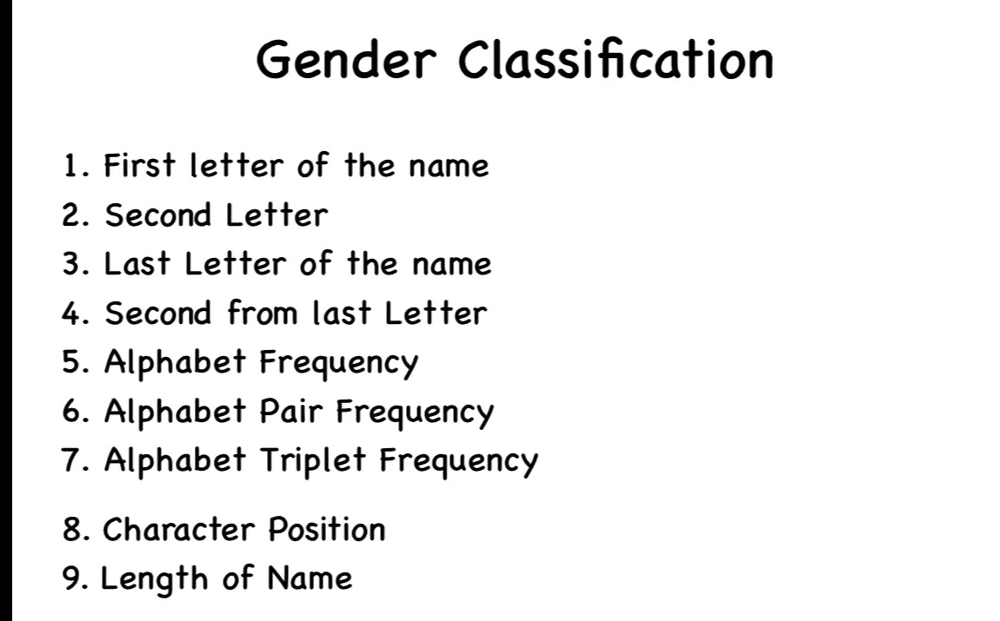 Gender Classification
1. First letter of the name
2. Second Letter
3. Last Letter of the name
4. Second from last Letter
5. Alphabet Frequency
6. Alphabet Pair Frequency
7. Alphabet Triplet Frequency
8. Character Position
9. Length of Name